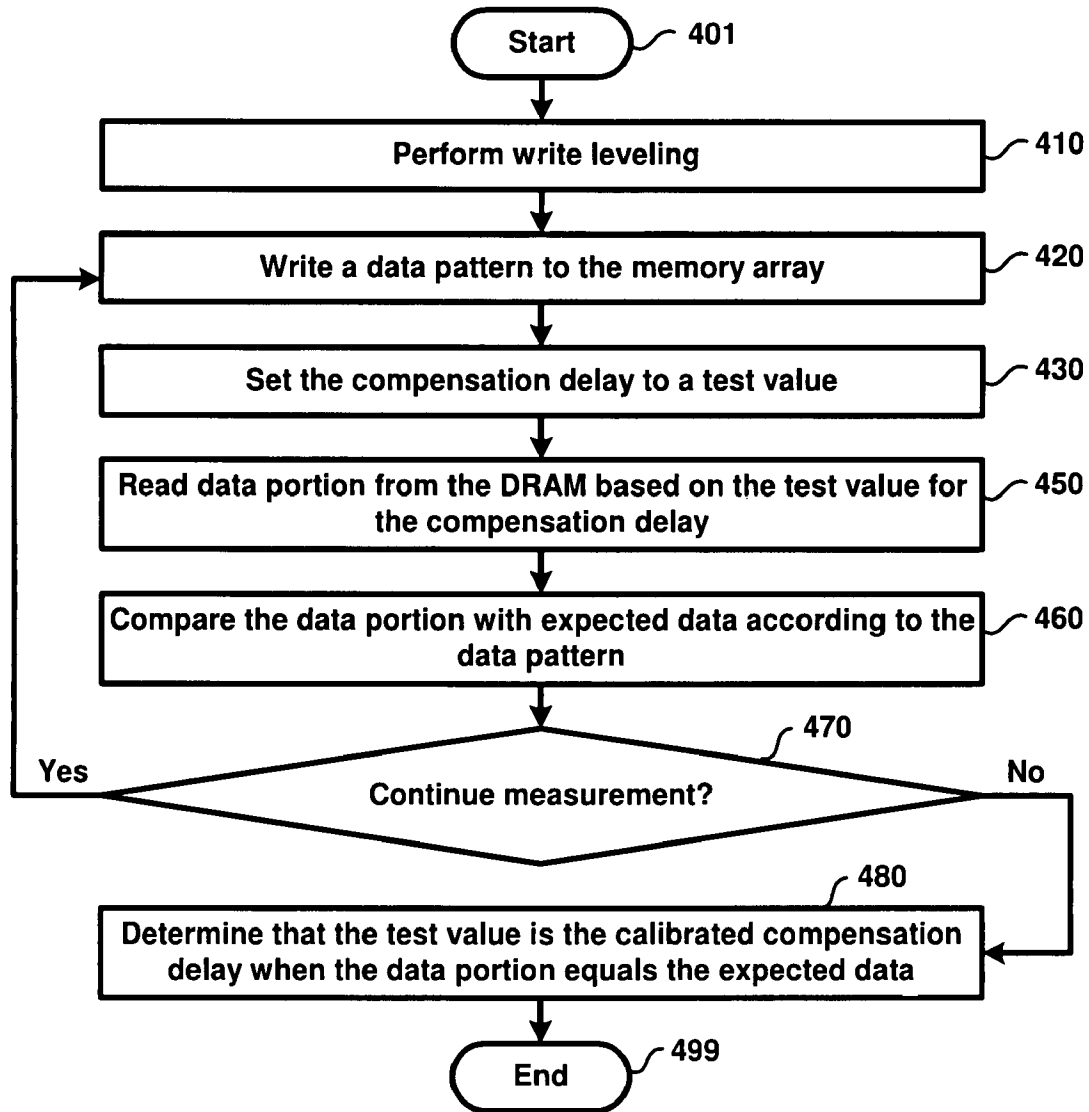 Start
401
Perform write leveling
410
Write a data pattern to the memory array
420
Set the compensation delay to a test value
430
Read data portion from the DRAM based on the test value for
the compensation delay
450
Compare the data portion with expected data according to the
data pattern
460
470
Yes
Continue measurement?
No
480
Determine that the test value is the calibrated compensation
delay when the data portion equals the expected data
End
499